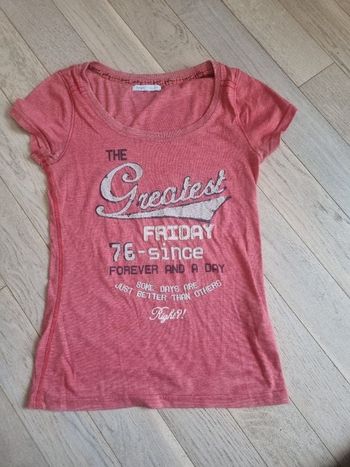 THE
Greatest
FRIDAY
76-since
FOREVER AND A DAY
SOME DAYS ARE
JUST BETTER THAN OTHERS
Right?!